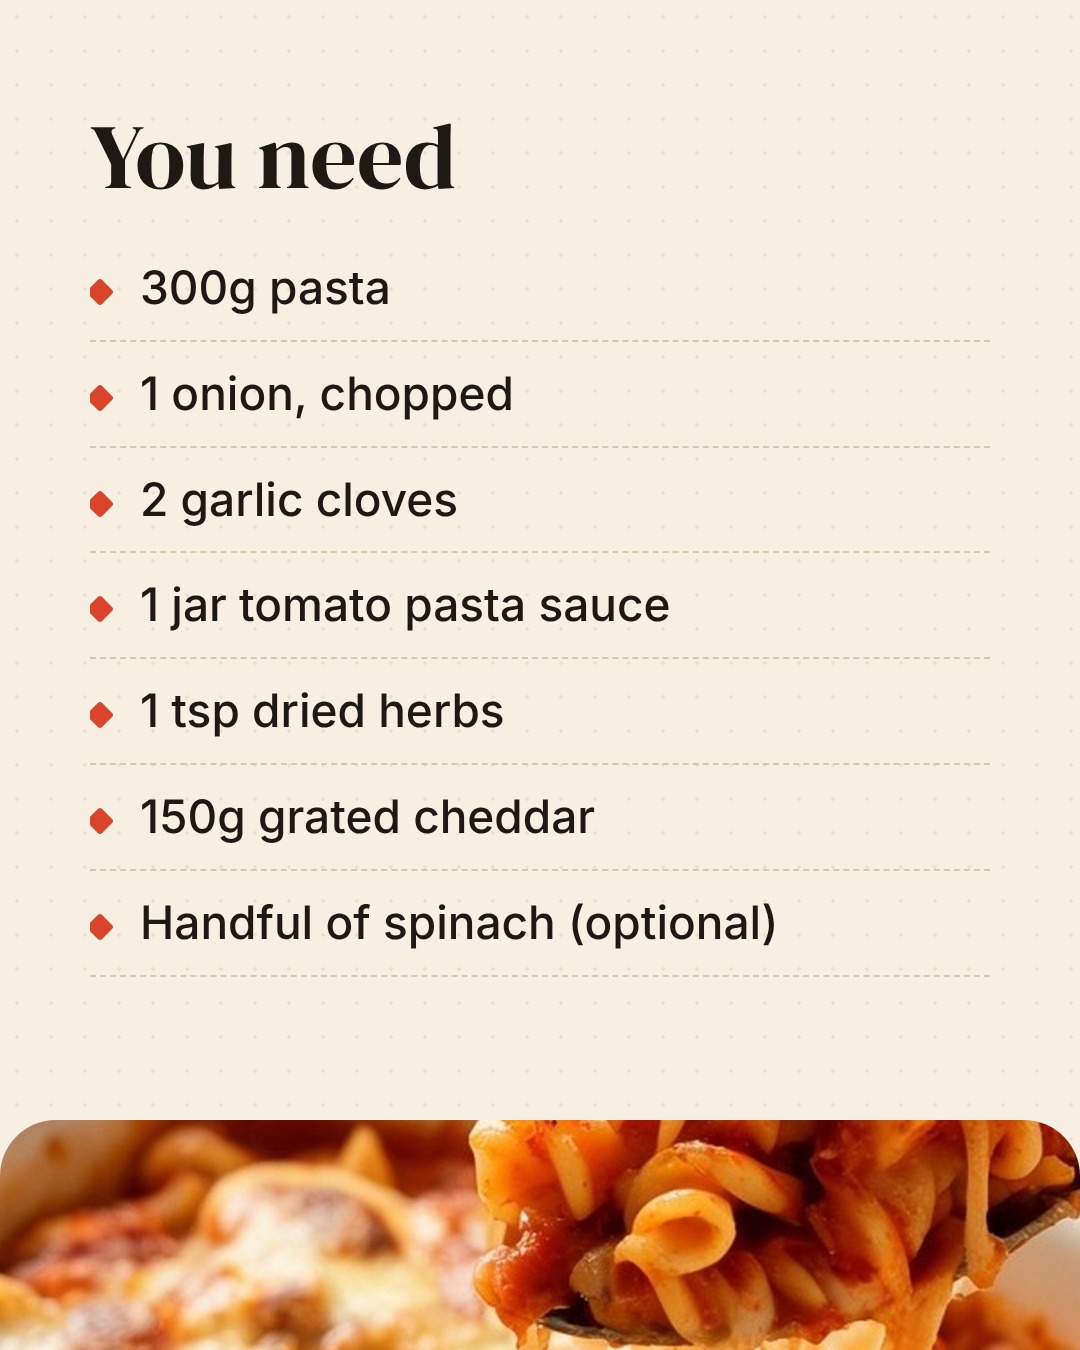 You need
300g pasta
1 onion, chopped
2 garlic cloves
1 jar tomato pasta sauce
1 tsp dried herbs
150g grated cheddar
Handful of spinach (optional)